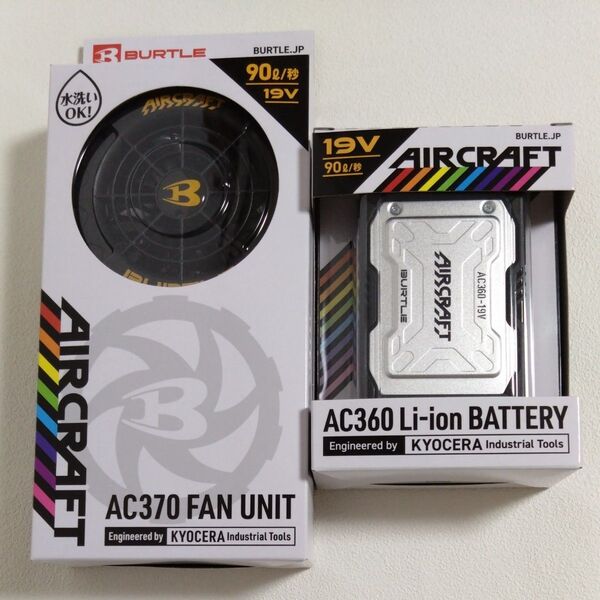 BURTLE
BURTLE.JP
90ℓ/秒
19V
水洗い
OK!
AIRCRAFT
B
AIRCRAFT
B
AC370 FAN UNIT
Engineered by KYOCERA Industrial Tools
19V
90ℓ/秒
BURTLE.JP
AIRCRAFT
BURTLE
AIRCRAFT
AC360-19V
AC360 Li-ion BATTERY
Engineered by KYOCERA Industrial Tools